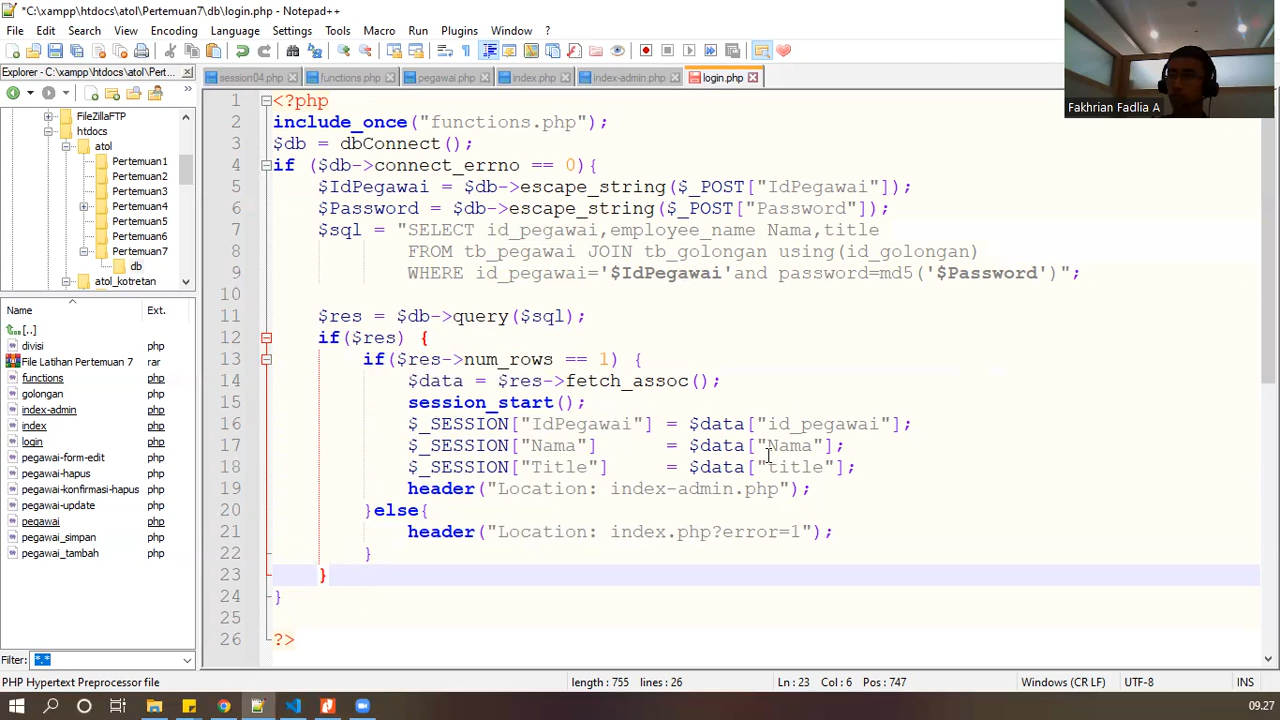 *C:\xampp\htdocs\atol\Pertemuan7\db\login.php - Notepad++
File Edit Search View Encoding Language Settings Tools Macro Run Plugins Window ?
Explorer - C:\xampp\htdocs\atol\Pert...
session04.php functions.php pegawai.php index.php index-admin.php login.php
Fakhrian Fadlia A
FileZillaFTP
htdocs
atol
Pertemuan1
Pertemuan2
Pertemuan3
Pertemuan4
Pertemuan5
Pertemuan6
Pertemuan7
db
atol_kotretan
Name Ext.
[..]
divisi php
File Latihan Pertemuan 7 rar
functions php
golongan php
index-admin php
index php
login php
pegawai-form-edit php
pegawai-hapus php
pegawai-konfirmasi-hapus php
pegawai-update php
pegawai php
pegawai_simpan php
pegawai_tambah php
Filter: *.*
1 <?php
2 include_once("functions.php");
3 $db = dbConnect();
4 if ($db->connect_errno == 0){
5 $IdPegawai = $db->escape_string($_POST["IdPegawai"]);
6 $Password = $db->escape_string($_POST["Password"]);
7 $sql = "SELECT id_pegawai,employee_name Nama,title
8 FROM tb_pegawai JOIN tb_golongan using(id_golongan)
9 WHERE id_pegawai='$IdPegawai'and password=md5('$Password')";
10
11 $res = $db->query($sql);
12 if($res) {
13 if($res->num_rows == 1) {
14 $data = $res->fetch_assoc();
15 session_start();
16 $_SESSION["IdPegawai"] = $data["id_pegawai"];
17 $_SESSION["Nama"] = $data["Nama"];
18 $_SESSION["Title"] = $data["title"];
19 header("Location: index-admin.php");
20 }else{
21 header("Location: index.php?error=1");
22 }
23 }
24 }
25
26 ?>
PHP Hypertext Preprocessor file length : 755 lines : 26 Ln : 23 Col : 6 Pos : 747 Windows (CR LF) UTF-8 INS
09.27